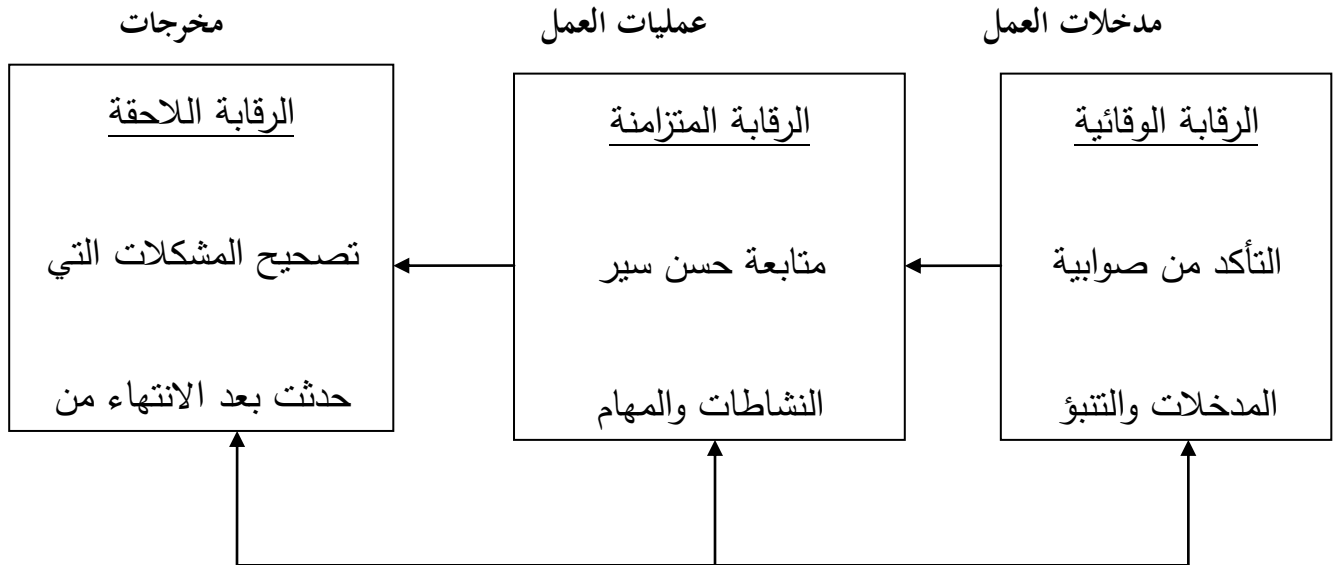 مدخلات العمل
عمليات العمل
مخرجات
الرقابة الوقائية
التأكد من صوابية
المدخلات والتنبؤ
الرقابة المتزامنة
متابعة حسن سير
النشاطات والمهام
الرقابة اللاحقة
تصحيح المشكلات التي
حدثت بعد الانتهاء من